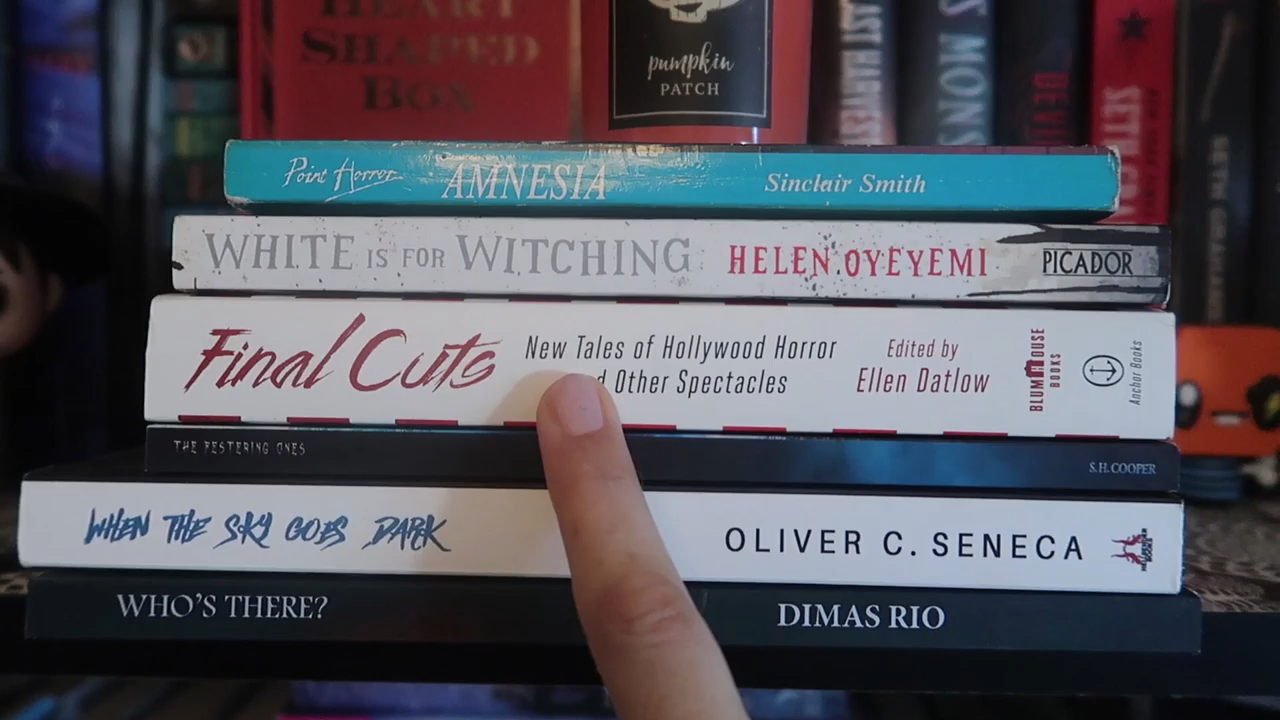 HEART
SHAPED
BOX
pumpkin
PATCH
Point Horror
AMNESIA
Sinclair Smith
WHITE IS FOR WITCHING
HELEN OYEYEMI
PICADOR
Final Cuts
New Tales of Hollywood Horror
d Other Spectacles
Edited by
Ellen Datlow
BLUMHOUSE
BOOKS
Anchor Books
THE FESTERING ONES
S.H. COOPER
WHEN THE SKY GOES DARK
OLIVER C. SENECA
WHO'S THERE?
DIMAS RIO